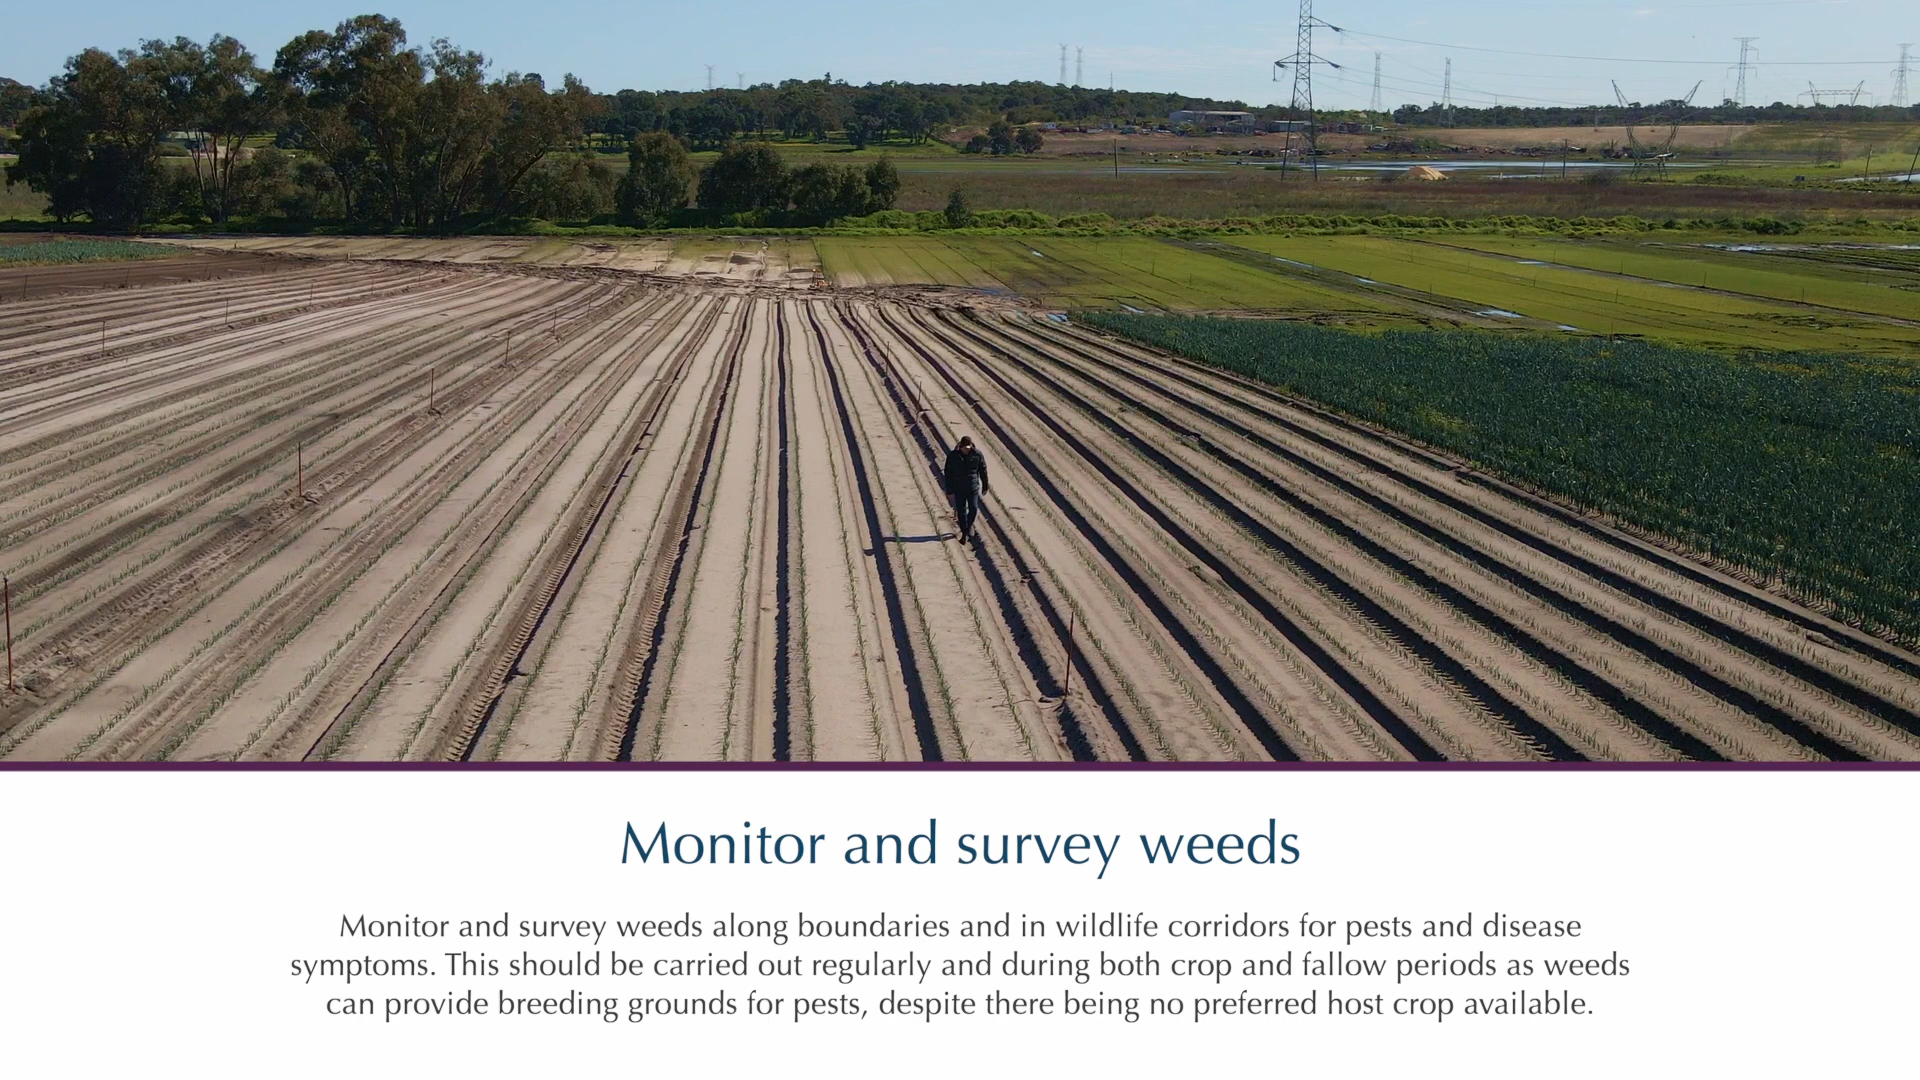 Monitor and survey weeds
Monitor and survey weeds along boundaries and in wildlife corridors for pests and disease
symptoms. This should be carried out regularly and during both crop and fallow periods as weeds
can provide breeding grounds for pests, despite there being no preferred host crop available.